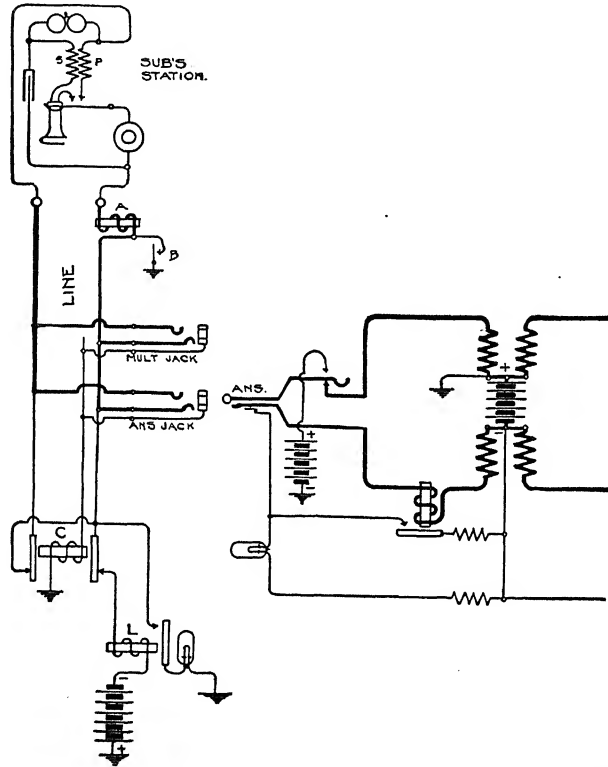 S P
SUB'S
STATION.
A
B
LINE
MULT JACK
ANS JACK
ANS.
+
-
+
-
C
L
-
+